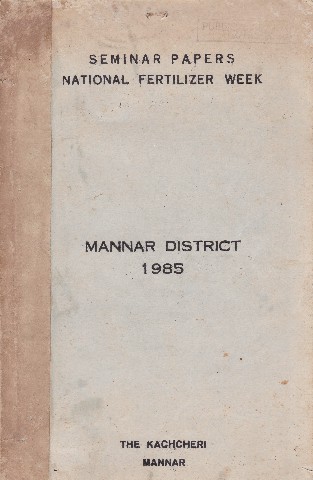 SEMINAR PAPERS
NATIONAL FERTILIZER WEEK
MANNAR DISTRICT
1985
THE KACHCHERI
MANNAR